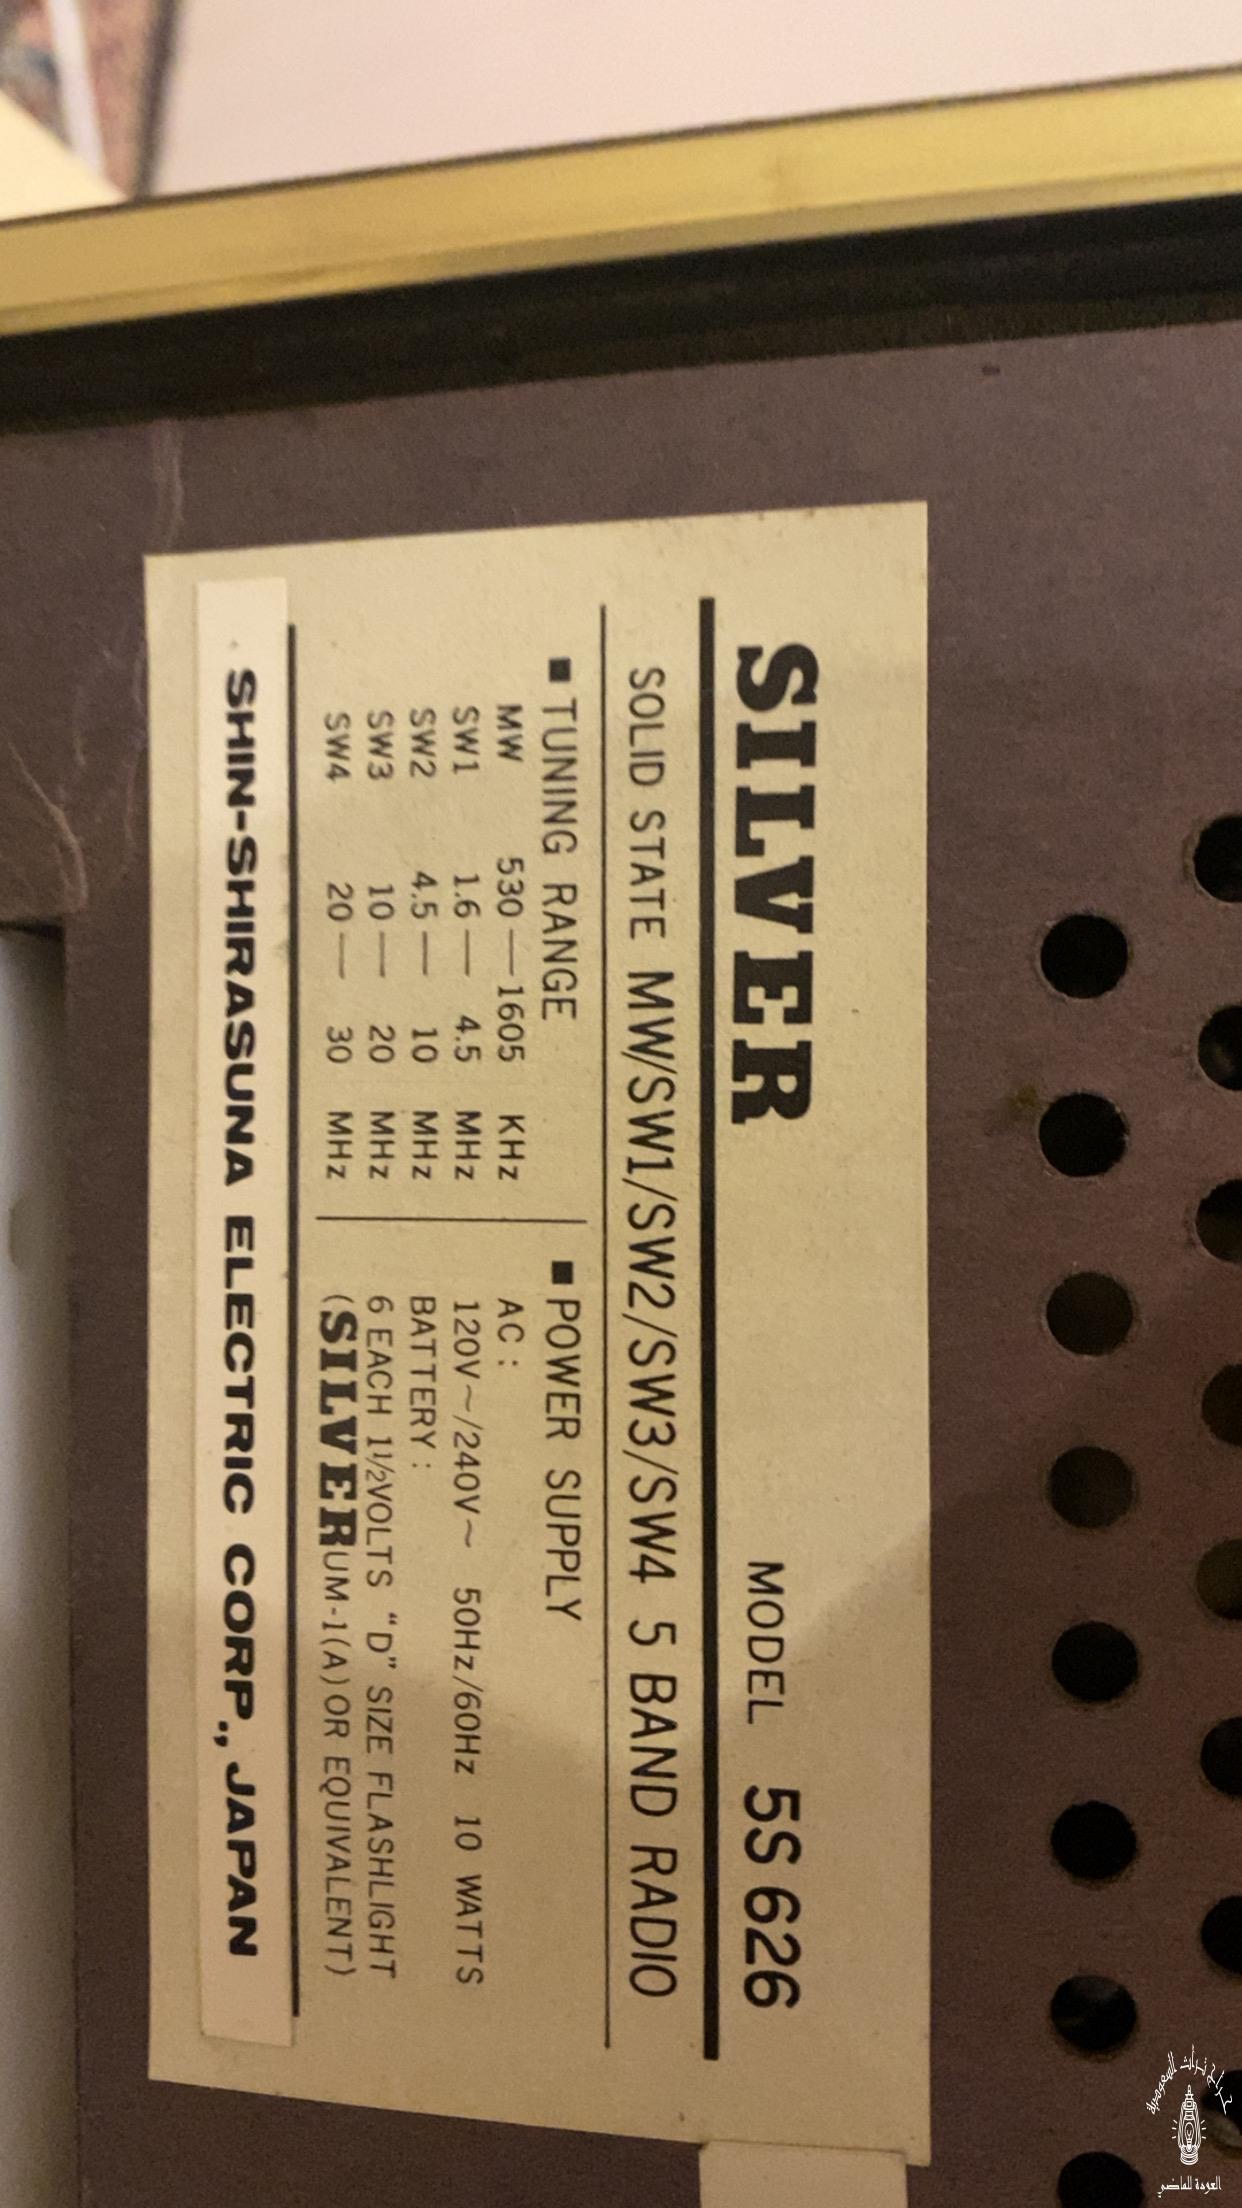 SILVER MODEL 5S 626
SOLID STATE MW/SW1/SW2/SW3/SW4 5 BAND RADIO
■ TUNING RANGE
MW 530—1605 KHz
SW1 1.6— 4.5 MHz
SW2 4.5— 10 MHz
SW3 10— 20 MHz
SW4 20— 30 MHz
■ POWER SUPPLY
AC :
120V~/240V~ 50Hz/60Hz 10 WATTS
BATTERY :
6 EACH 1½VOLTS “D” SIZE FLASHLIGHT
(SILVER UM-1(A) OR EQUIVALENT)
SHIN-SHIRASUNA ELECTRIC CORP., JAPAN
العودة للماضي